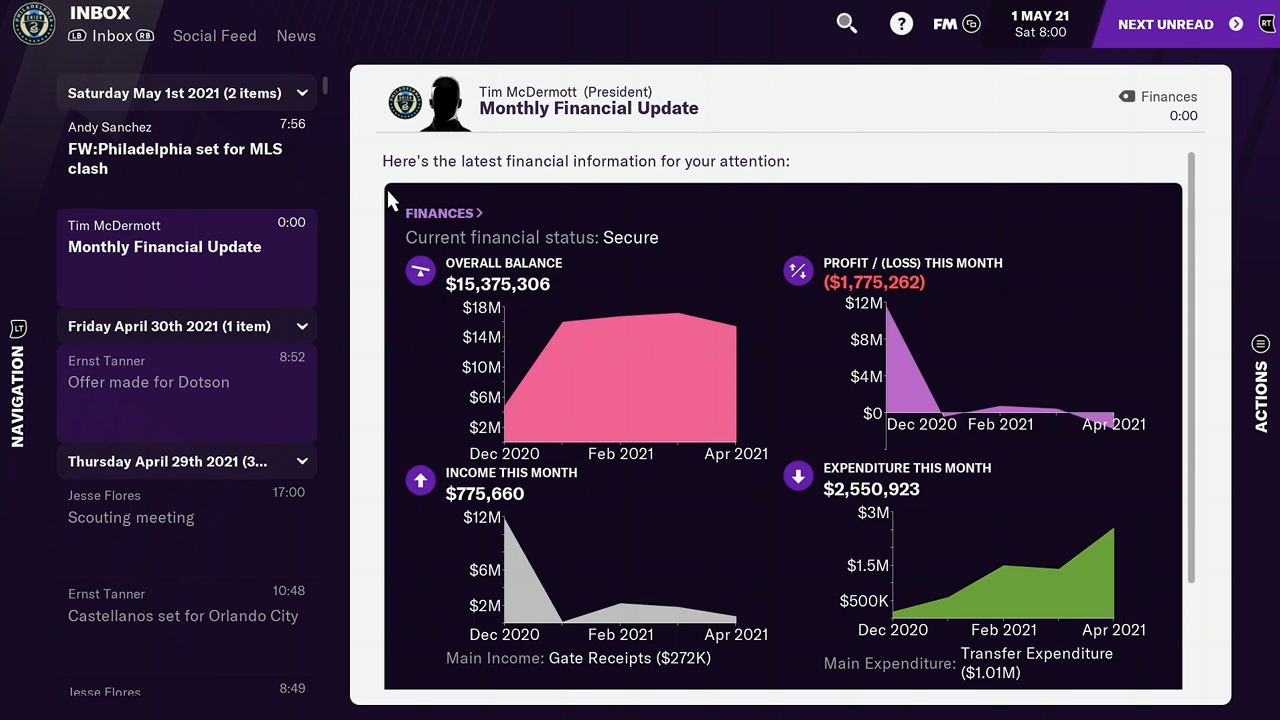 INBOX
LB Inbox RB Social Feed News
FM
1 MAY 21
Sat 8:00
NEXT UNREAD
RT
NAVIGATION
LT
Saturday May 1st 2021 (2 items)
Andy Sanchez 7:56
FW:Philadelphia set for MLS
clash
Tim McDermott 0:00
Monthly Financial Update
Friday April 30th 2021 (1 item)
Ernst Tanner 8:52
Offer made for Dotson
Thursday April 29th 2021 (3...
Jesse Flores 17:00
Scouting meeting
Ernst Tanner 10:48
Castellanos set for Orlando City
Jesse Flores 8:49
Tim McDermott (President)
Monthly Financial Update
Finances
0:00
Here's the latest financial information for your attention:
FINANCES
Current financial status: Secure
OVERALL BALANCE
$15,375,306
$18M
$14M
$10M
$6M
$2M
Dec 2020 Feb 2021 Apr 2021
PROFIT / (LOSS) THIS MONTH
($1,775,262)
$12M
$8M
$4M
$0
Dec 2020 Feb 2021 Apr 2021
INCOME THIS MONTH
$775,660
$12M
$6M
$2M
Dec 2020 Feb 2021 Apr 2021
Main Income: Gate Receipts ($272K)
EXPENDITURE THIS MONTH
$2,550,923
$3M
$1.5M
$500K
Dec 2020 Feb 2021 Apr 2021
Main Expenditure: Transfer Expenditure
($1.01M)
ACTIONS